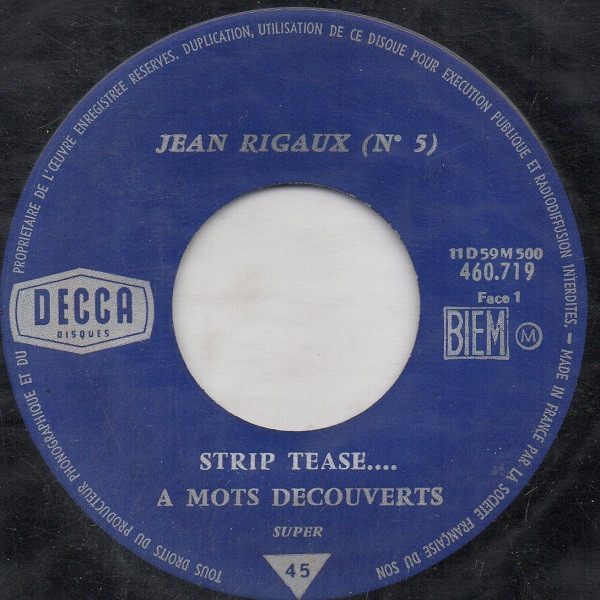 TOUS DROITS DU PRODUCTEUR PHONOGRAPHIQUE ET DU PROPRIETAIRE DE L'ŒUVRE ENREGISTREE RESERVES. DUPLICATION, UTILISATION DE CE DISQUE POUR EXECUTION PUBLIQUE ET RADIODIFFUSION INTERDITES. — MADE IN FRANCE PAR LA SOCIETE FRANÇAISE DU SON
JEAN RIGAUX (N° 5)
11 D 59 M 500
460.719
Face 1
DECCA
DISQUES
BIEM
M
STRIP TEASE....
A MOTS DECOUVERTS
SUPER
45